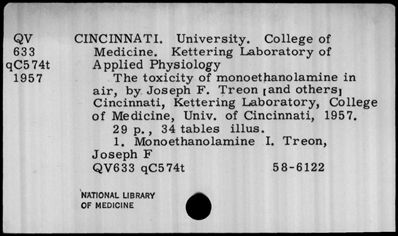 QV CINCINNATI. University. College of
633 Medicine. Kettering Laboratory of
qC574t Applied Physiology
1957 The toxicity of monoethanolamine in
air, by Joseph F. Treon [and others]
Cincinnati, Kettering Laboratory, College
of Medicine, Univ. of Cincinnati, 1957.
29 p., 34 tables illus.
1. Monoethanolamine I. Treon,
Joseph F
QV633 qC574t 58-6122
NATIONAL LIBRARY
OF MEDICINE